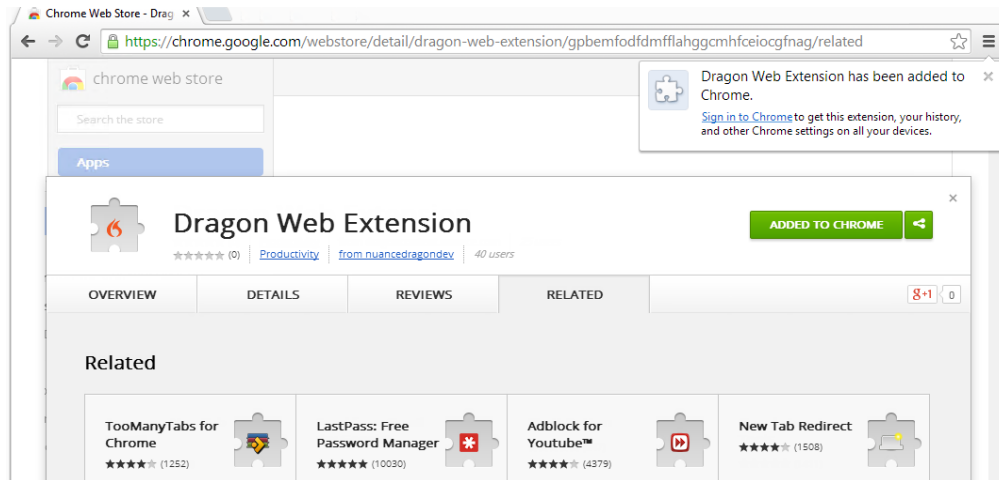 Chrome Web Store - Drag
https://chrome.google.com/webstore/detail/dragon-web-extension/gpbemfodfdmfflahggcmhfceiocgfnag/related
chrome web store
Search the store
Apps
Dragon Web Extension has been added to
Chrome.
Sign in to Chrome to get this extension, your history,
and other Chrome settings on all your devices.
Dragon Web Extension
(0) Productivity from nuancedragondev 40 users
ADDED TO CHROME
OVERVIEW DETAILS REVIEWS RELATED
g+1 0
Related
TooManyTabs for
Chrome
(1252)
LastPass: Free
Password Manager
(10030)
Adblock for
Youtube™
(4379)
New Tab Redirect
(1508)